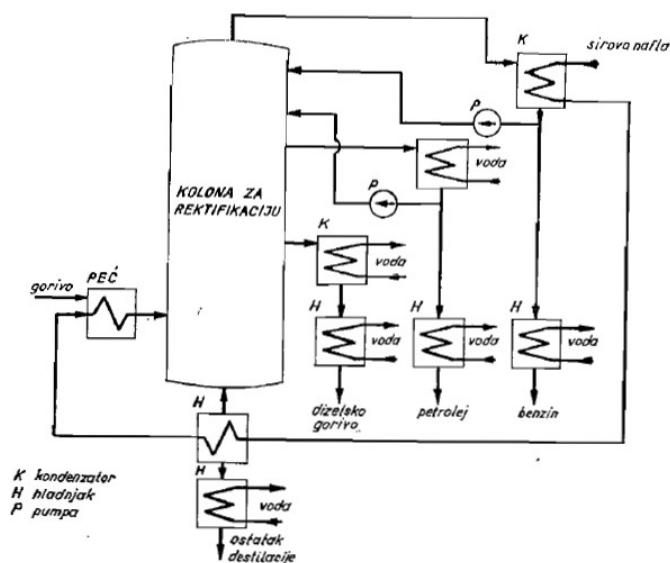 K
sirova nafta
P
voda
KOLONA ZA
REKTIFIKACIJU
P
K
voda
PEĆ
gorivo
H
voda
H
voda
H
voda
dizelsko
gorivo
petrolej
benzin
H
H
voda
ostatak
destilacije
K kondenzator
H hladnjak
P pumpa